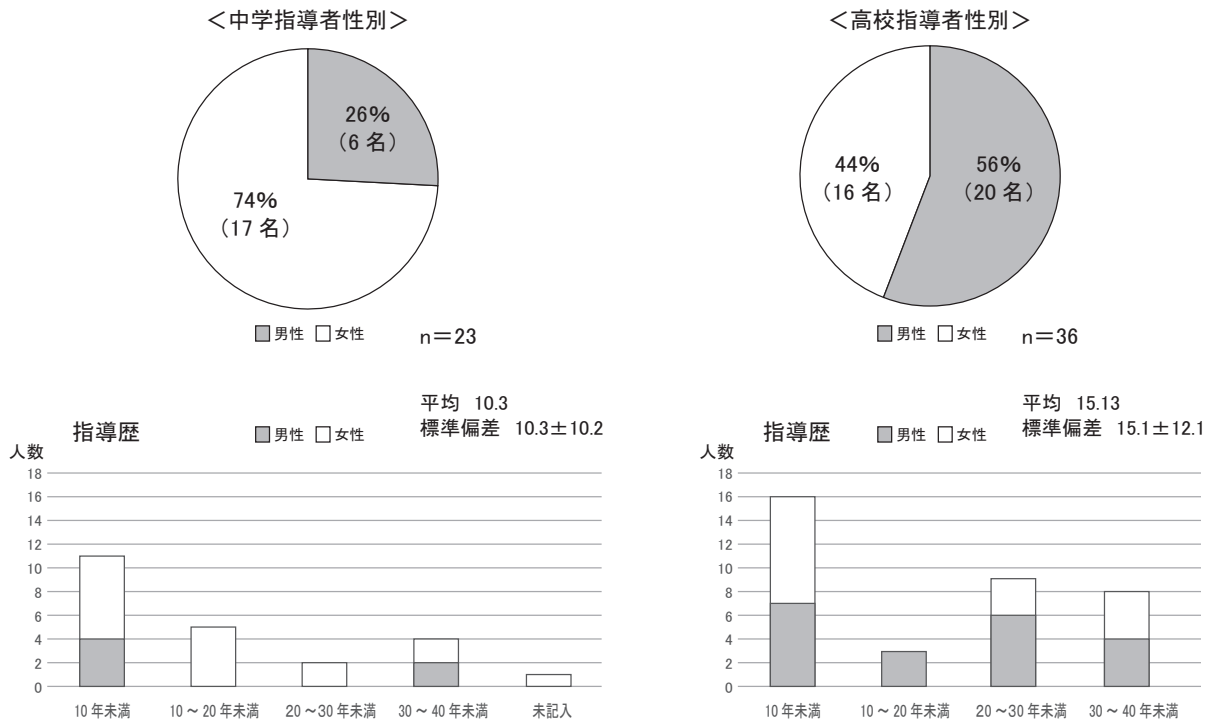 ＜中学指導者性別＞
26%
（6 名）
74%
（17 名）
男性 女性 n＝23
＜高校指導者性別＞
44%
（16 名）
56%
（20 名）
男性 女性 n＝36
指導歴
男性 女性
平均 10.3
標準偏差 10.3±10.2
人数
18
16
14
12
10
8
6
4
2
0
10 年未満 10 ～ 20 年未満 20 ～30 年未満 30 ～ 40 年未満 未記入
指導歴
男性 女性
平均 15.13
標準偏差 15.1±12.1
人数
18
16
14
12
10
8
6
4
2
0
10 年未満 10 ～ 20 年未満 20 ～ 30 年未満 30 ～ 40 年未満